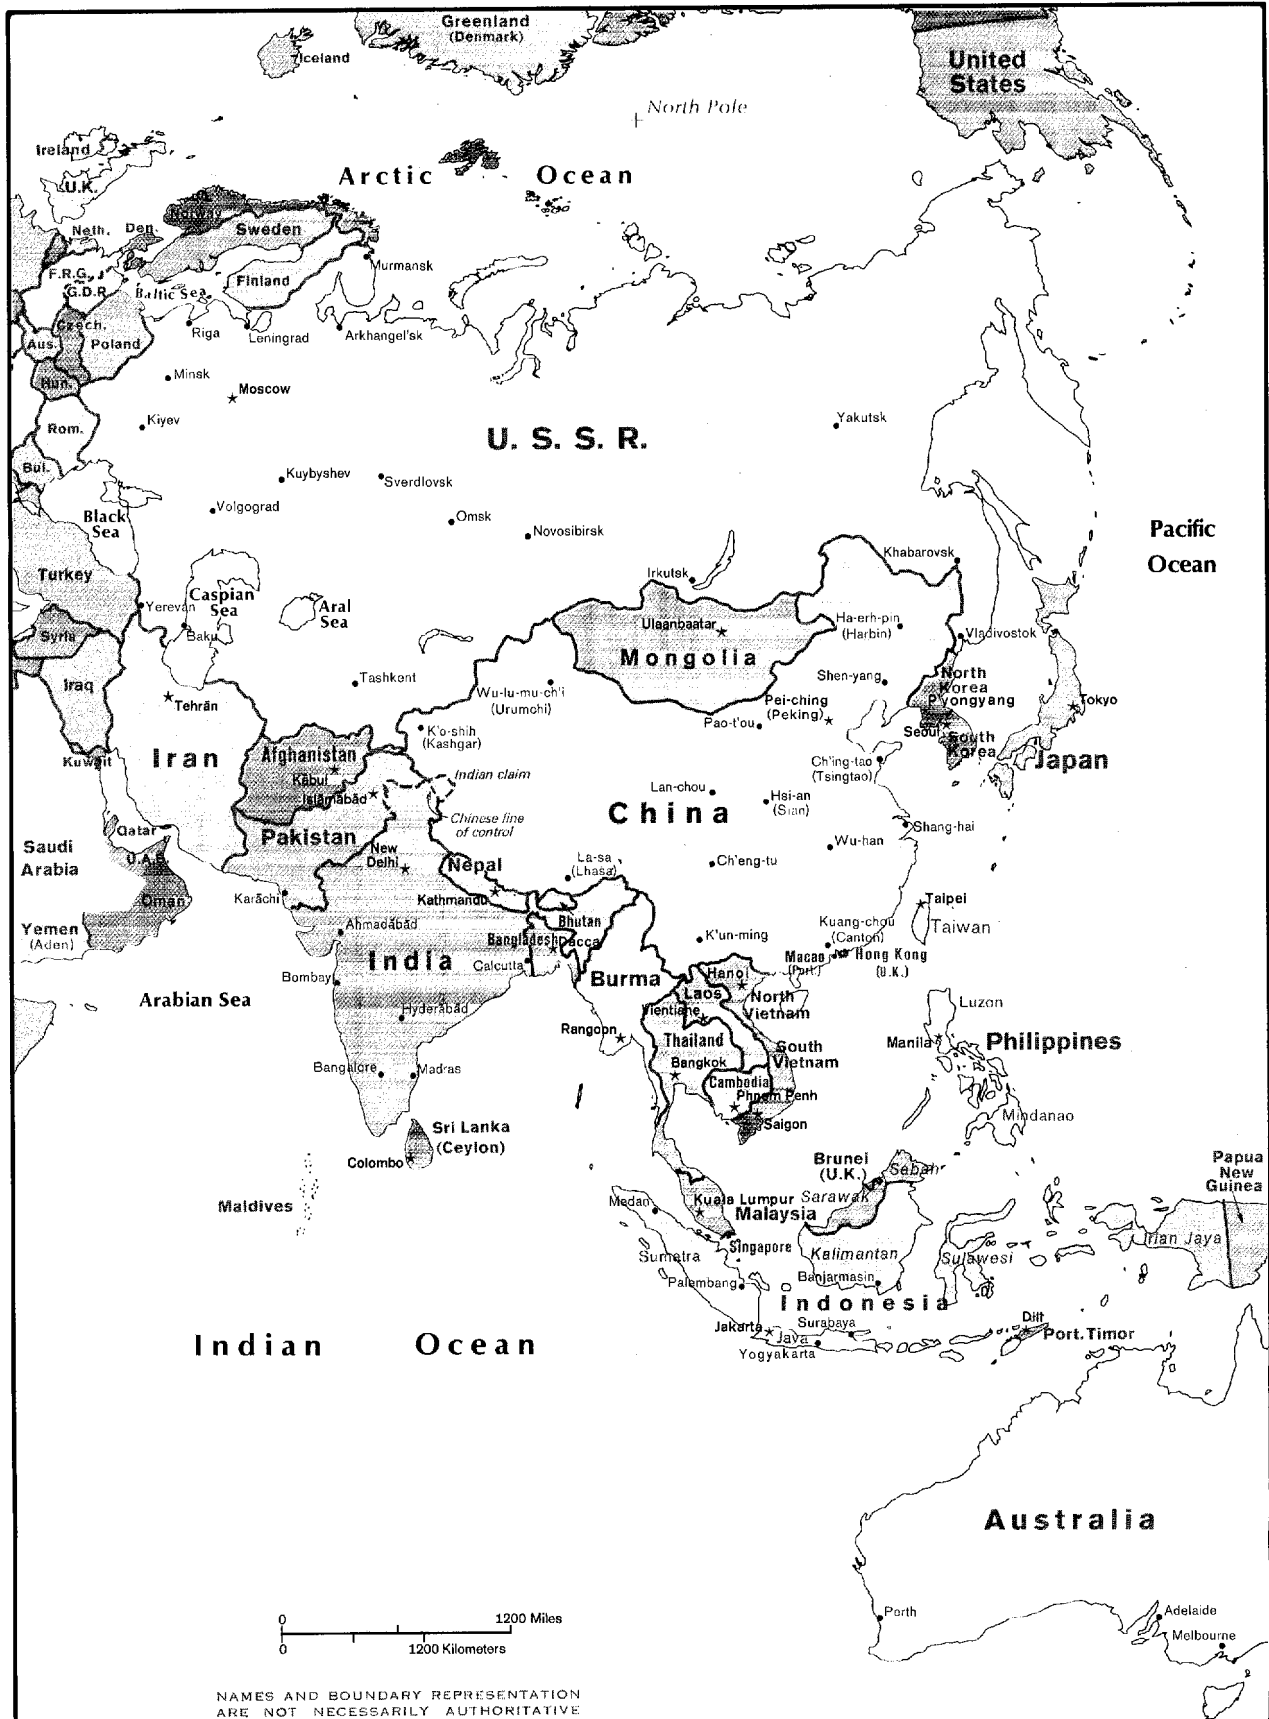 Greenland
(Denmark)
Iceland
United
States
North Pole
Ireland
U.K.
Arctic Ocean
Norway
Neth.
Den.
Sweden
Murmansk
F.R.G.
G.D.R.
Baltic Sea
Finland
Czech.
Riga
Leningrad
Arkhangel'sk
Aus.
Poland
Hun.
Minsk
Moscow
Kiyev
Rom.
U. S. S. R.
Yakutsk
Bul.
Kuybyshev
Sverdlovsk
Volgograd
Omsk
Novosibirsk
Black
Sea
Pacific
Ocean
Khabarovsk
Turkey
Irkutsk
Yerevan
Caspian
Sea
Aral
Sea
Baku
Ulaanbaatar
Ha-erh-pin
(Harbin)
Vladivostok
Syria
Mongolia
Iraq
Tashkent
Wu-lu-mu-ch'i
(Urumchi)
Shen-yang
North
Korea
Pyongyang
Tehrān
Pei-ching
(Peking)
Pao-t'ou
Tokyo
K'o-shih
(Kashgar)
Seoul
South
Korea
Kuwait
Iran
Afghanistan
Kābul
Islāmābād
Indian claim
Ch'ing-tao
(Tsingtao)
Japan
Lan-chou
Hsi-an
(Sian)
China
Chinese line
of control
Qatar
Pakistan
Shang-hai
Saudi
Arabia
U.A.E.
New
Delhi
Nepal
La-sa
(Lhasa)
Ch'eng-tu
Wu-han
Oman
Karāchi
Kathmandu
Taipei
Taiwan
Yemen
(Aden)
Ahmadābād
Bhutan
Bangladesh
Dacca
K'un-ming
Kuang-chou
(Canton)
India
Calcutta
Macao
(Port.)
Hong Kong
(U.K.)
Bombay
Burma
Hanoi
Laos
North
Vietnam
Arabian Sea
Hyderābād
Vientiane
Luzon
Rangoon
Thailand
Manila
Philippines
Bangalore
Madras
Bangkok
South
Vietnam
Cambodia
Phnom Penh
Saigon
Mindanao
Sri Lanka
(Ceylon)
Colombo
Brunei
(U.K.)
Sabah
Papua
New
Guinea
Maldives
Medan
Kuala Lumpur
Malaysia
Sarawak
Singapore
Sumatra
Kalimantan
Sulawesi
Irian Jaya
Palembang
Banjarmasin
Indonesia
Jakarta
Java
Surabaya
Yogyakarta
Dili
Port. Timor
Indian Ocean
Australia
Perth
Adelaide
Melbourne
0 1200 Miles
0 1200 Kilometers
NAMES AND BOUNDARY REPRESENTATION
ARE NOT NECESSARILY AUTHORITATIVE